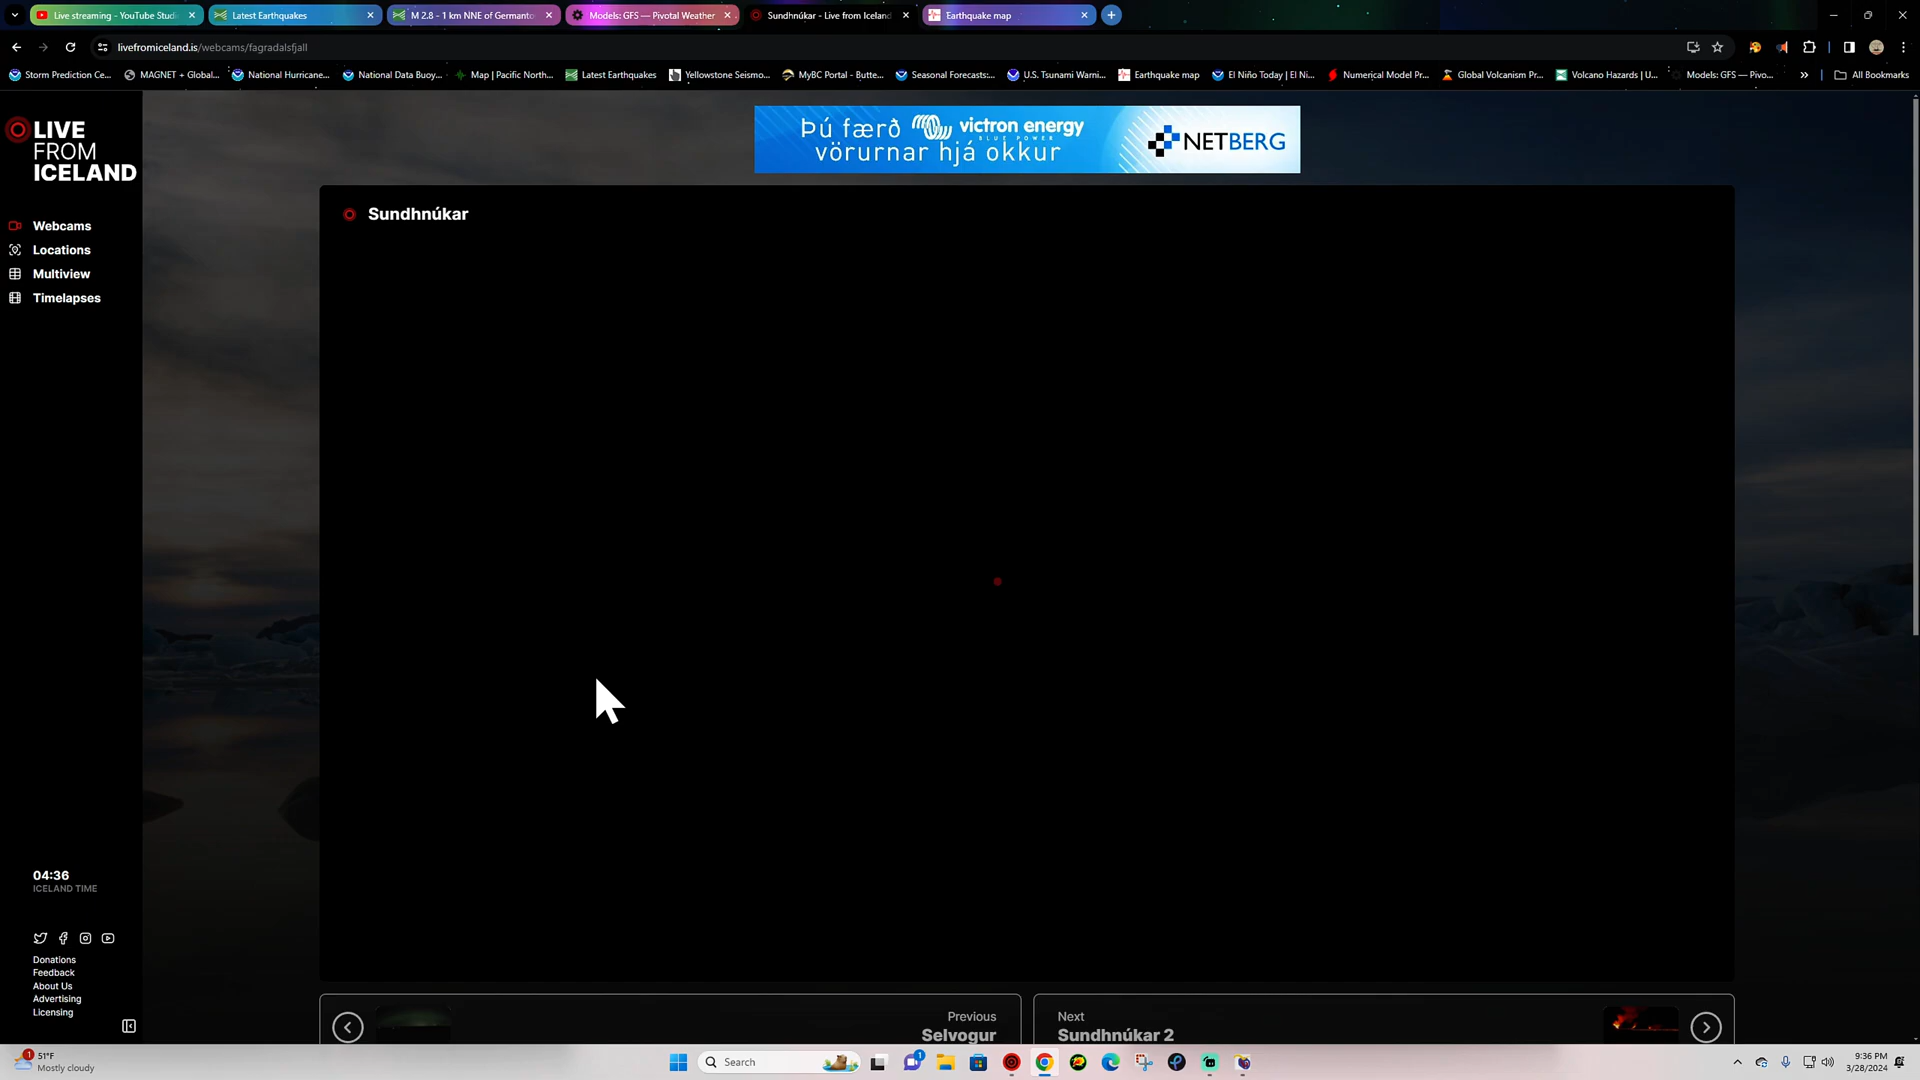 Live streaming - YouTube Studi
Latest Earthquakes
M 2.8 - 1 km NNE of Germanto
Models: GFS — Pivotal Weather
Sundhnúkar - Live from Iceland
Earthquake map
livefromiceland.is/webcams/fagradalsfjall
Storm Prediction Ce...
MAGNET + Global...
National Hurricane...
National Data Buoy...
Map | Pacific North...
Latest Earthquakes
Yellowstone Seismo...
MyBC Portal - Butte...
Seasonal Forecasts:...
U.S. Tsunami Warni...
Earthquake map
El Niño Today | El Ni...
Numerical Model Pr...
Global Volcanism Pr...
Volcano Hazards | U...
Models: GFS — Pivo...
All Bookmarks
LIVE
FROM
ICELAND
Þú færð victron energy
BLUE POWER
vörurnar hjá okkur
NETBERG
Webcams
Locations
Multiview
Timelapses
Sundhnúkar
04:36
ICELAND TIME
Donations
Feedback
About Us
Advertising
Licensing
Previous
Selvogur
Next
Sundhnúkar 2
1
51°F
Mostly cloudy
Search
1
9:36 PM
3/28/2024